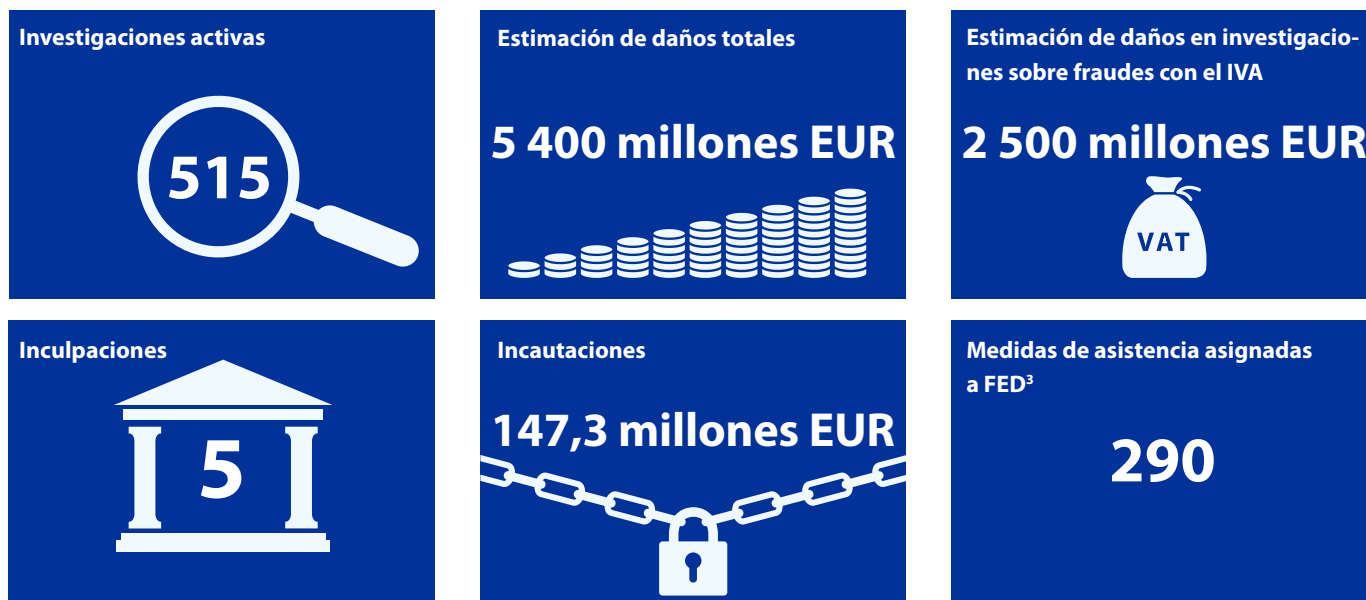 Investigaciones activas
515
Estimación de daños totales
5 400 millones EUR
Estimación de daños en investigacio-
nes sobre fraudes con el IVA
2 500 millones EUR
VAT
Inculpaciones
5
Incautaciones
147,3 millones EUR
Medidas de asistencia asignadas
a FED³
290